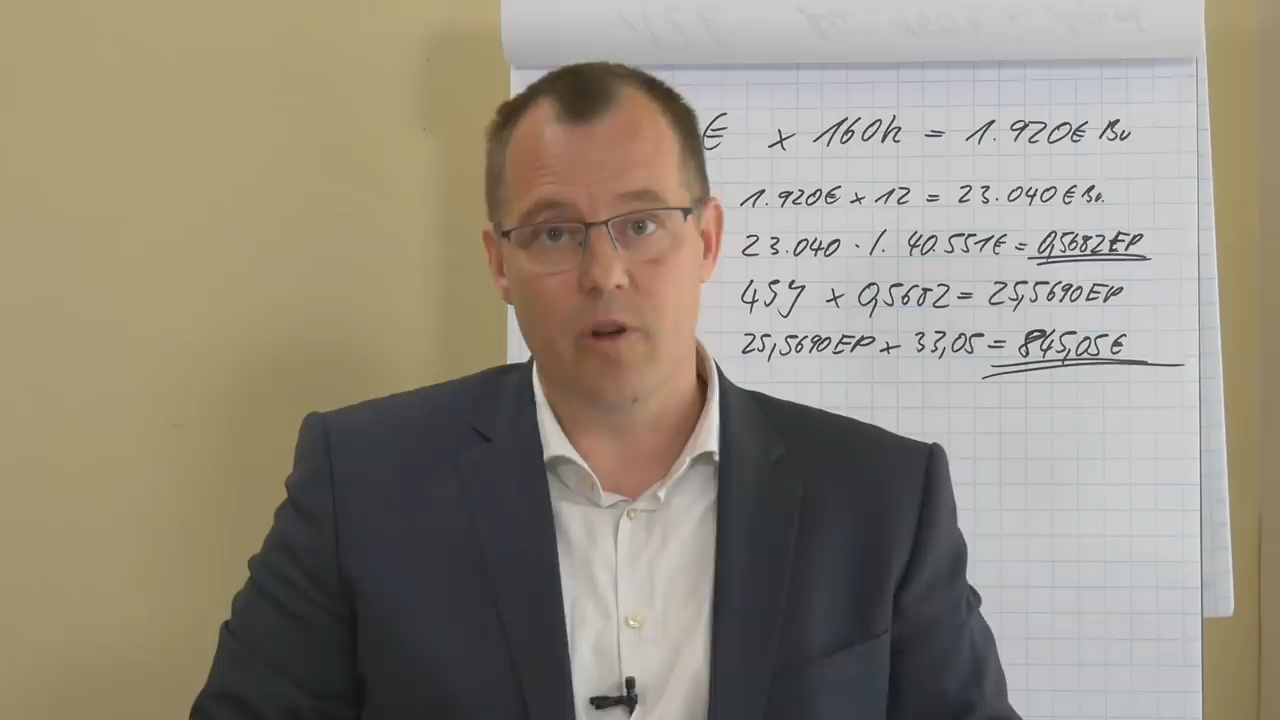 € x 160h = 1.920€ Bu
1.920€ x 12 = 23.040€ Bu.
23.040 ·/. 40.551€ = 0,5682EP
45J x 0,5682 = 25,5690EP
25,5690EP x 33,05 = 845,05€